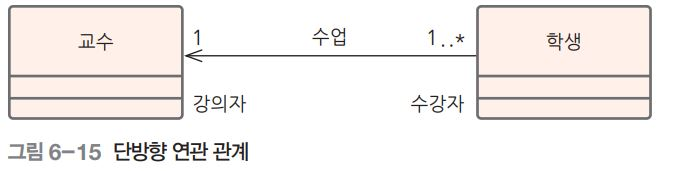 교수 1 수업 1..* 학생
강의자 수강자
그림 6-15 단방향 연관 관계